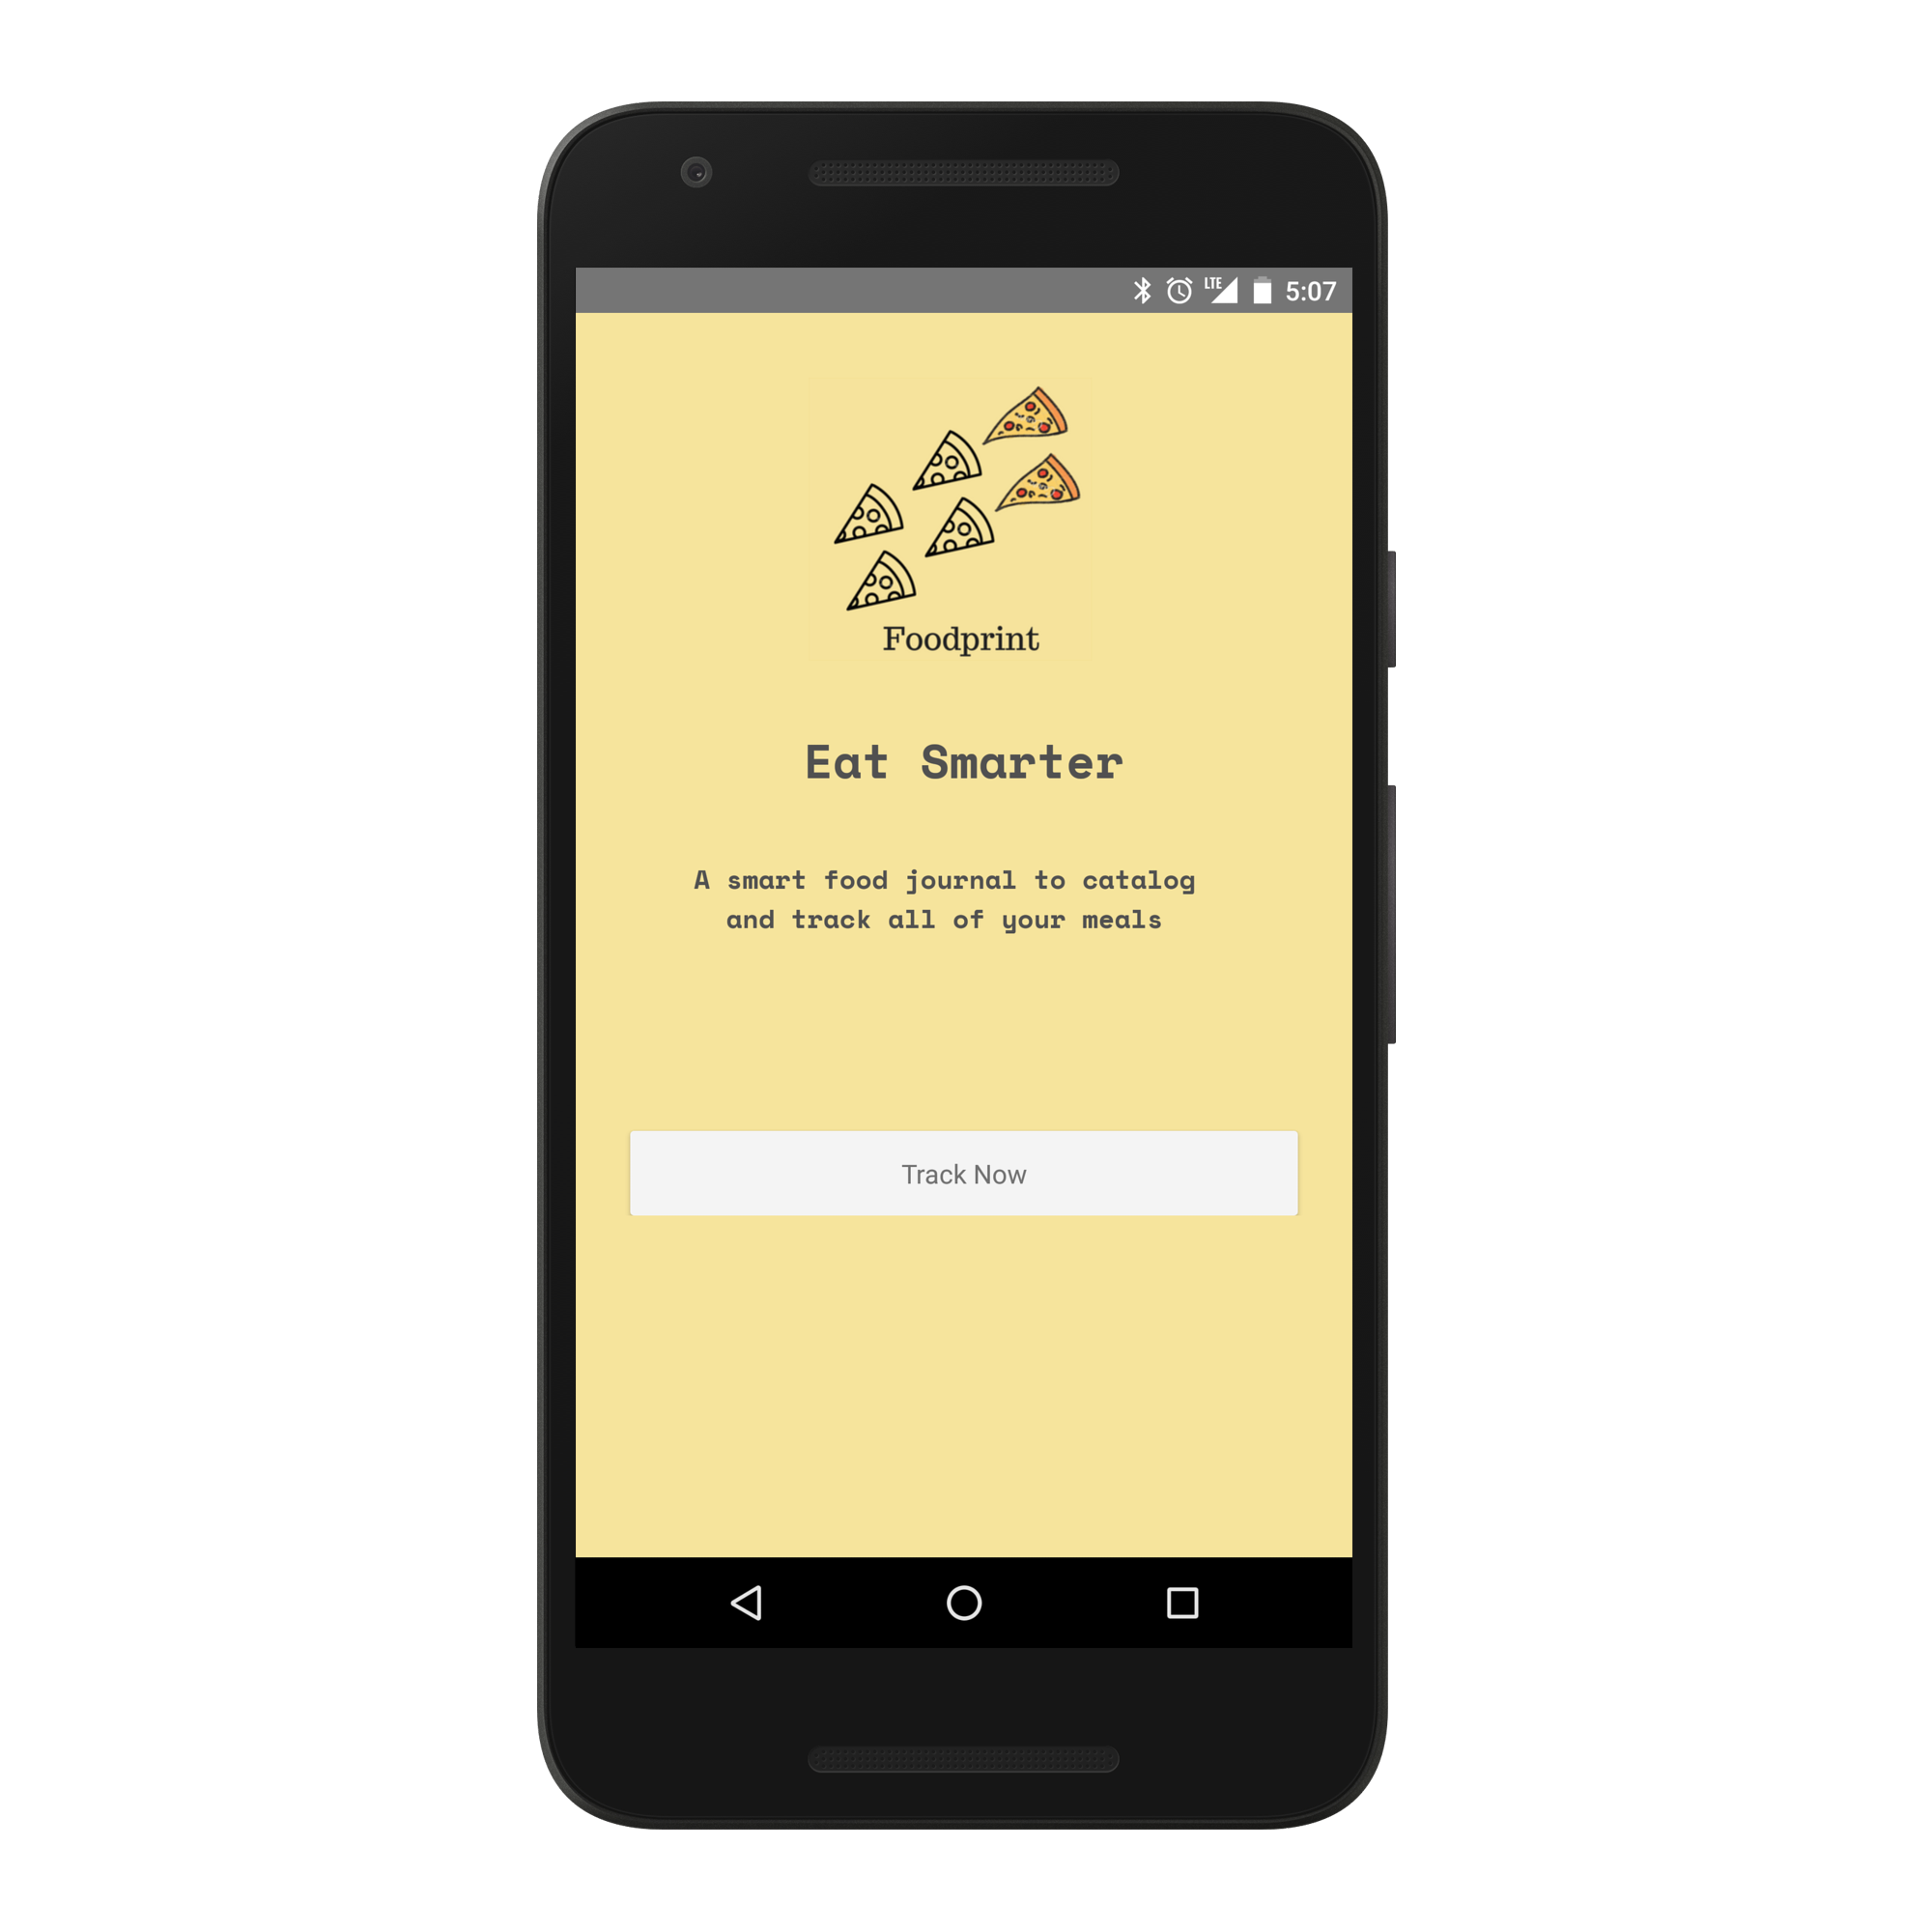 LTE 5:07
Foodprint
Eat Smarter
A smart food journal to catalog
and track all of your meals
Track Now